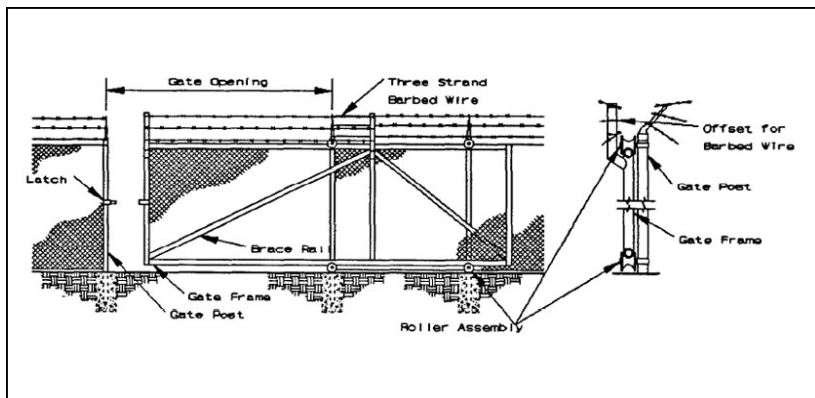 Gate Opening
Three Strand
Barbed Wire
Offset for
Barbed Wire
Latch
Gate Post
Brace Rail
Gate Frame
Gate Frame
Gate Post
Roller Assembly